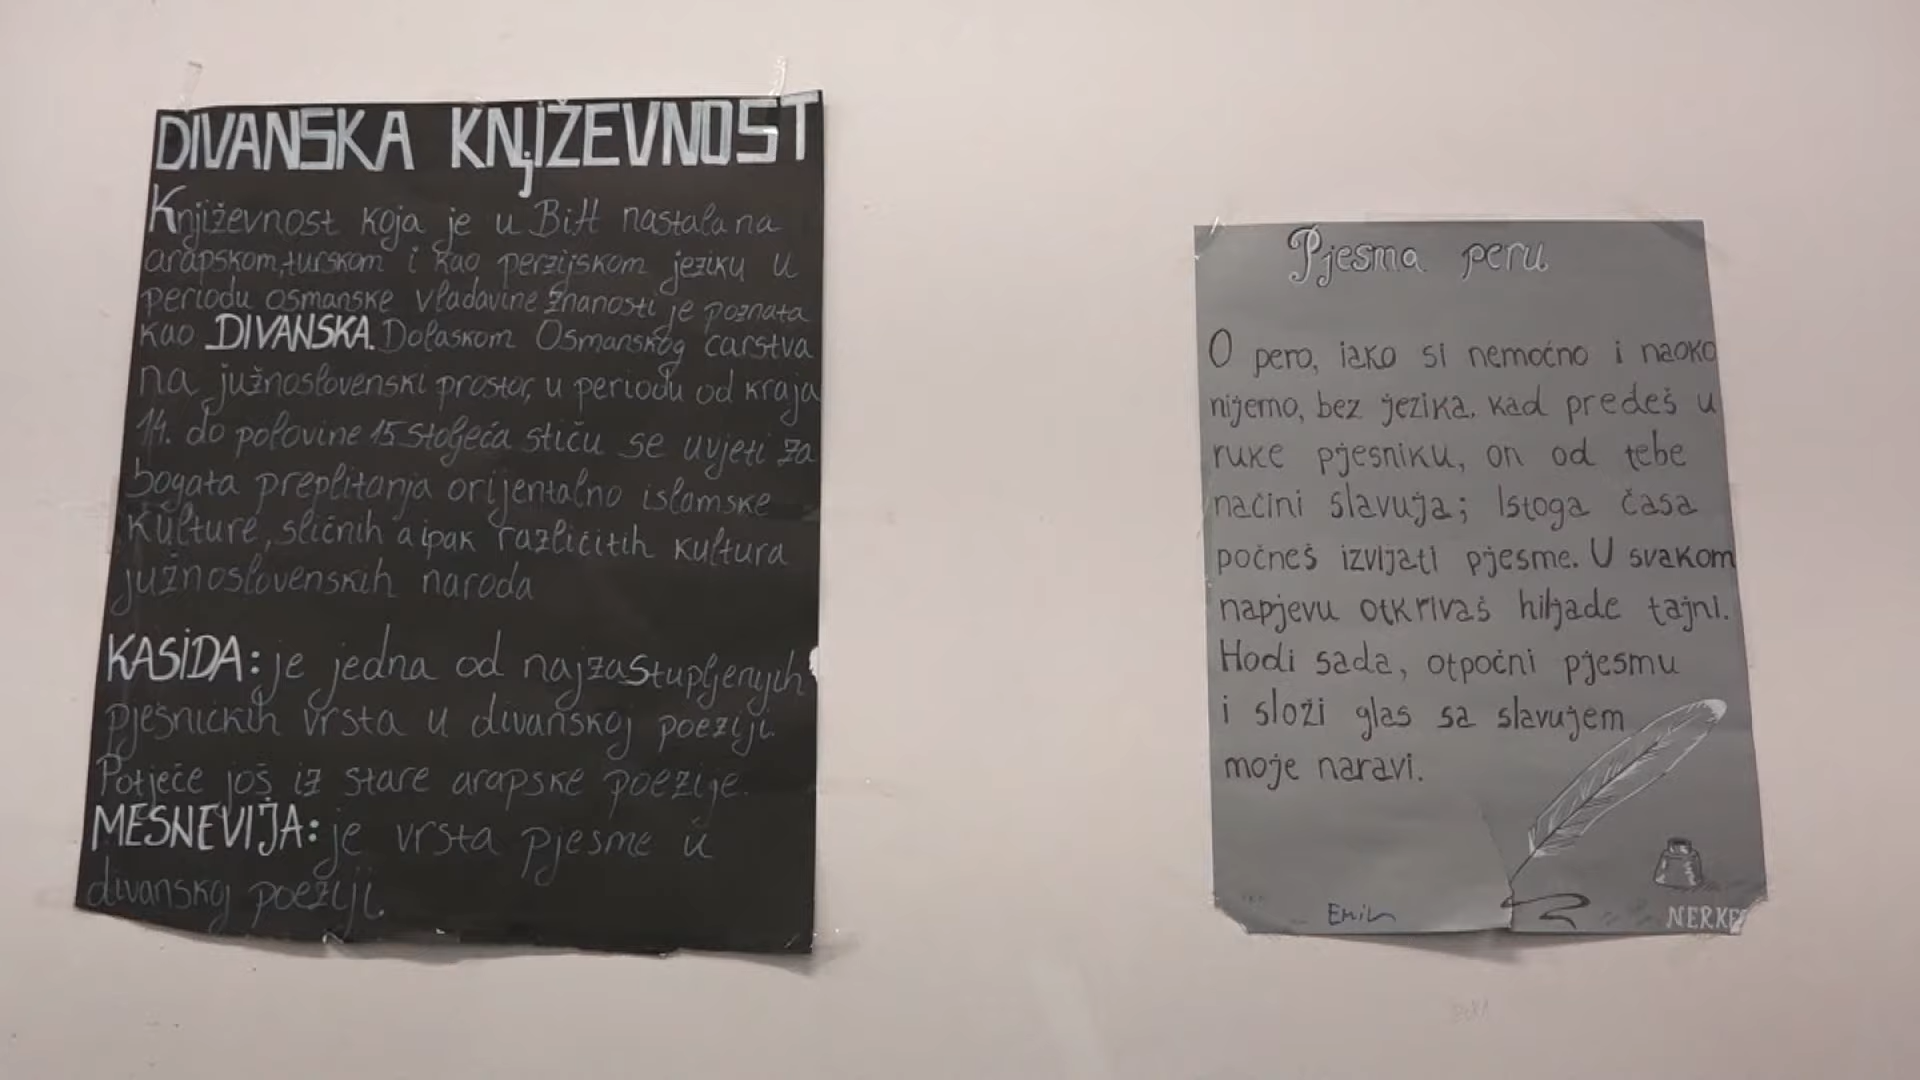 DIVANSKA KNJIŽEVNOST
Književnost koja je u BiH nastala na
arapskom, turskom i kao perzijskom jeziku u
periodu osmanske vladavine znanosti je poznata
kao DIVANSKA. Dolaskom Osmanskog carstva
na južnoslovenski prostor, u periodu od kraja
14. do polovine 15 stoljeća stiču se uvjeti za
bogata preplitanja orijentalno islamske
kulture, sličnih a ipak različitih kultura
južnoslovenskih naroda
KASIDA: je jedna od najzastupljenijih
pjesničkih vrsta u divanskoj poeziji.
Potječe još iz stare arapske poezije.
MESNEVIJA: je vrsta pjesme u
divanskoj poeziji.
Pjesma peru
O pero, iako si nemoćno i naoko
nijemo, bez jezika, kad pređeš u
ruke pjesniku, on od tebe
načini slavuja; Istoga časa
počneš izvijati pjesme. U svakom
napjevu otkrivaš hiljade tajni.
Hodi sada, otpočni pjesmu
i složi glas sa slavujem
moje naravi.
NERKE